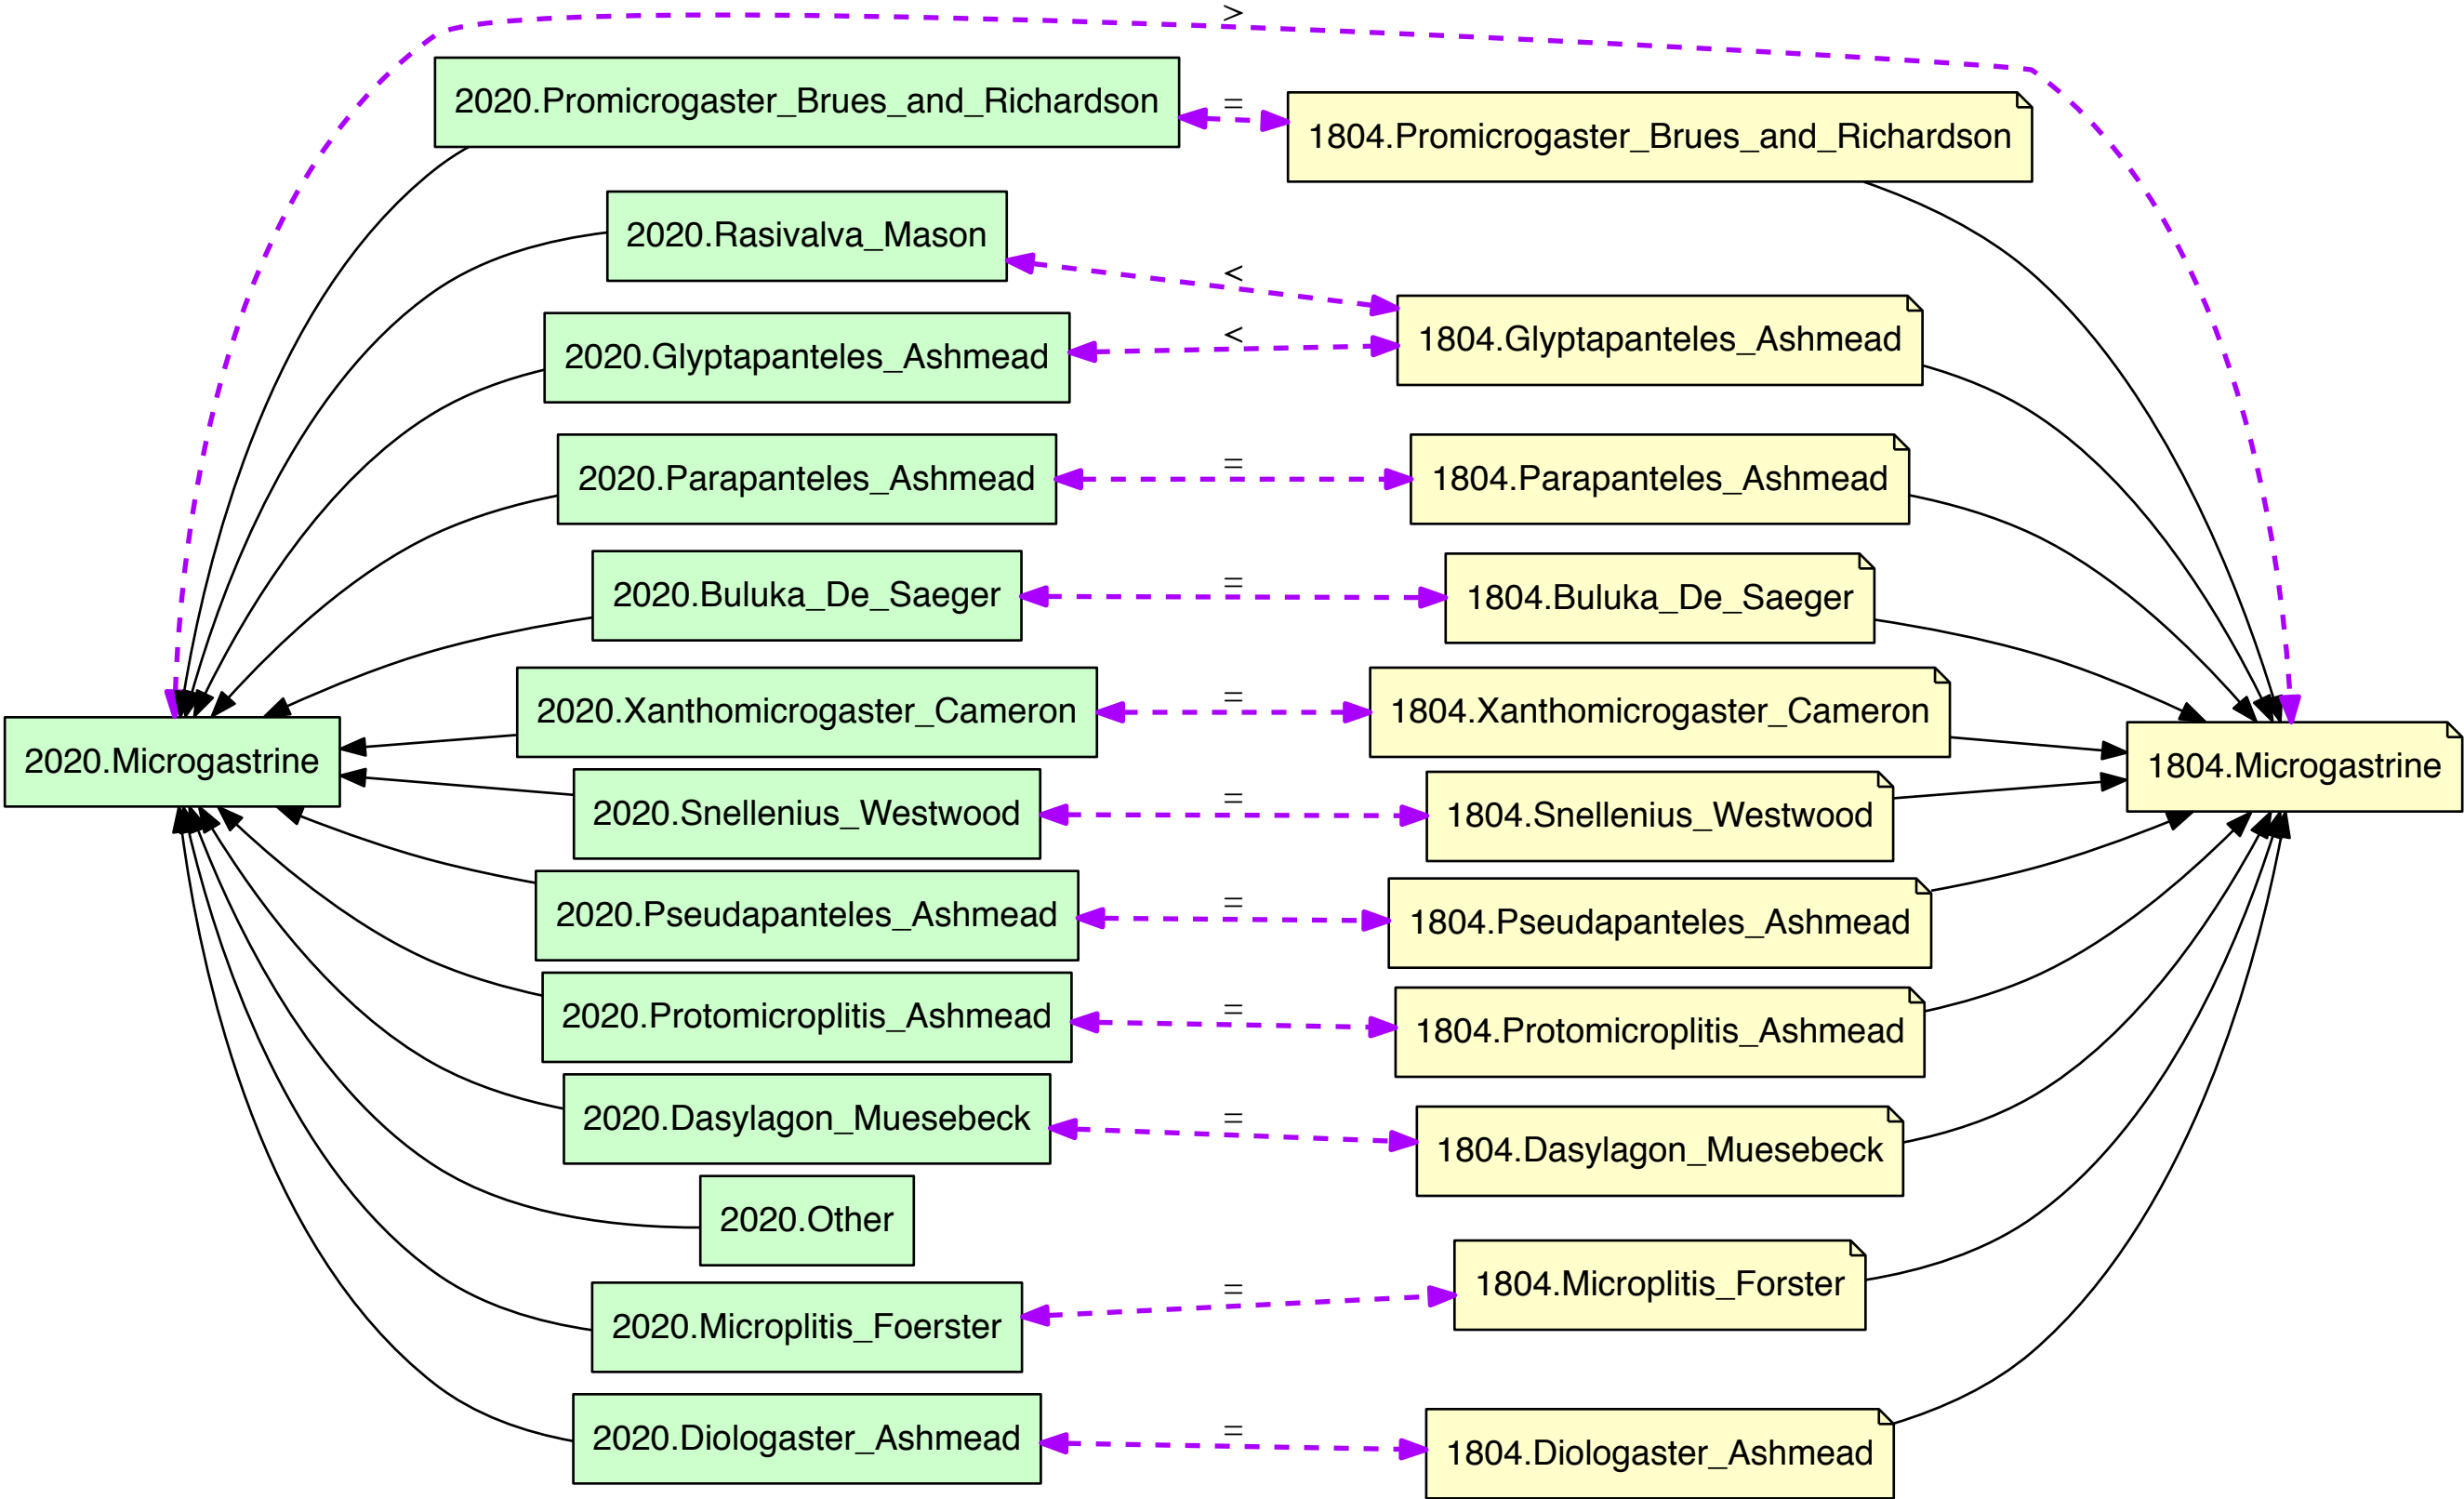 >
2020.Promicrogaster_Brues_and_Richardson
=
1804.Promicrogaster_Brues_and_Richardson
2020.Rasivalva_Mason
<
2020.Glyptapanteles_Ashmead
<
1804.Glyptapanteles_Ashmead
2020.Parapanteles_Ashmead
=
1804.Parapanteles_Ashmead
2020.Buluka_De_Saeger
=
1804.Buluka_De_Saeger
2020.Xanthomicrogaster_Cameron
=
1804.Xanthomicrogaster_Cameron
2020.Microgastrine
1804.Microgastrine
2020.Snellenius_Westwood
=
1804.Snellenius_Westwood
2020.Pseudapanteles_Ashmead
=
1804.Pseudapanteles_Ashmead
2020.Protomicroplitis_Ashmead
=
1804.Protomicroplitis_Ashmead
2020.Dasylagon_Muesebeck
=
1804.Dasylagon_Muesebeck
2020.Other
2020.Microplitis_Foerster
=
1804.Microplitis_Forster
2020.Diologaster_Ashmead
=
1804.Diologaster_Ashmead